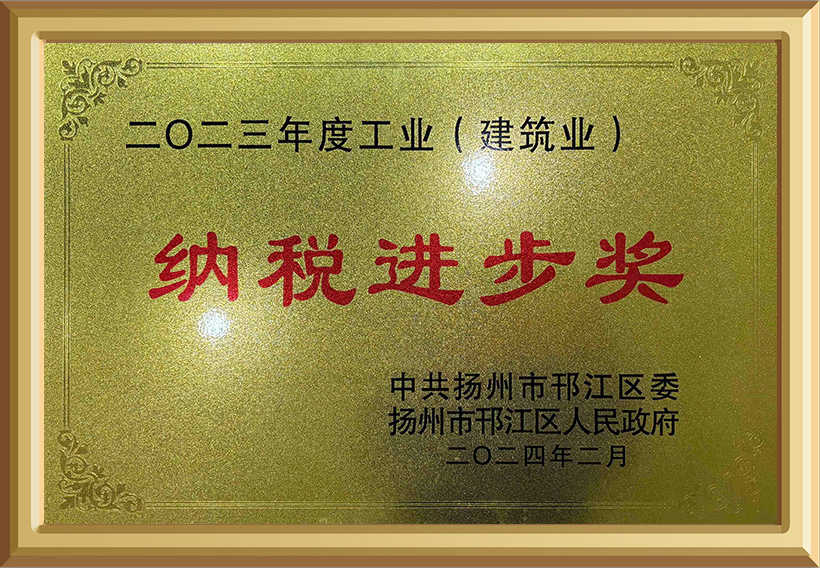 二〇二三年度工业（建筑业）
纳税进步奖
中共扬州市邗江区委
扬州市邗江区人民政府
二〇二四年二月